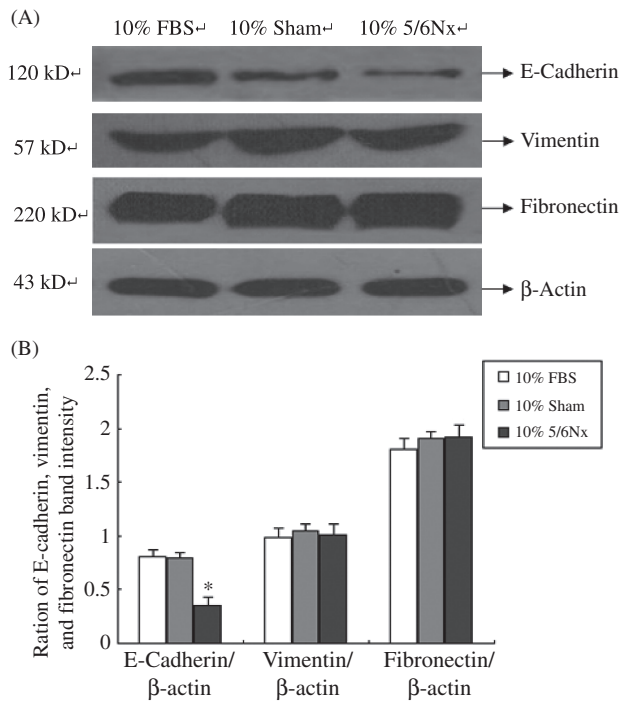 (A)
10% FBS↵ 10% Sham↵ 10% 5/6Nx↵
120 kD↵ E-Cadherin
57 kD↵ Vimentin
220 kD↵ Fibronectin
43 kD↵ β-Actin
(B)
Ration of E-cadherin, vimentin,
and fibronectin band intensity
2.5
2
1.5
1
0.5
0
*
10% FBS
10% Sham
10% 5/6Nx
E-Cadherin/ Vimentin/ Fibronectin/
β-actin β-actin β-actin